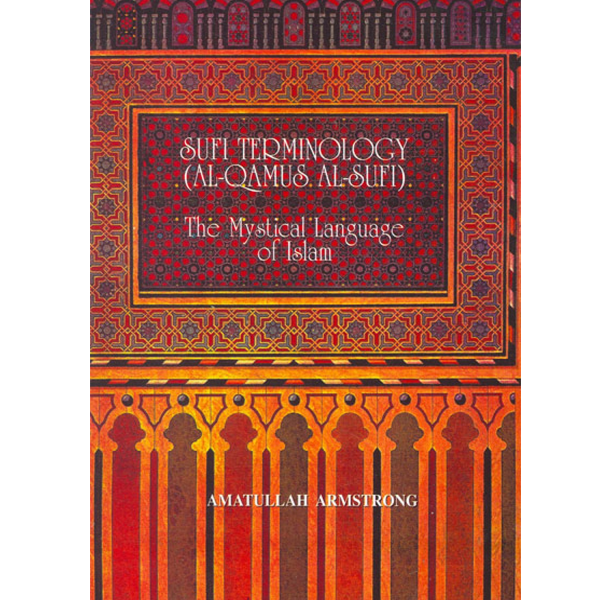 SUFI TERMINOLOGY
(AL-QAMUS AL-SUFI)
The Mystical Language
of Islam
AMATULLAH ARMSTRONG